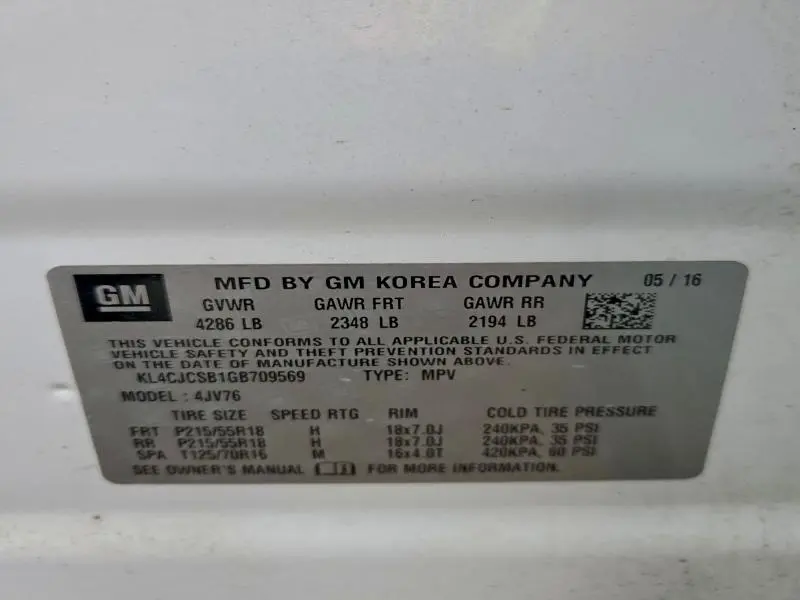 GM MFD BY GM KOREA COMPANY 05 / 16
GVWR GAWR FRT GAWR RR
4286 LB 2348 LB 2194 LB
THIS VEHICLE CONFORMS TO ALL APPLICABLE U.S. FEDERAL MOTOR
VEHICLE SAFETY AND THEFT PREVENTION STANDARDS IN EFFECT
ON THE DATE OF MANUFACTURE SHOWN ABOVE.
KL4CJCSB1GB709569 TYPE: MPV
MODEL: 4JV76
TIRE SIZE SPEED RTG RIM COLD TIRE PRESSURE
FRT P215/55R18 H 18x7.0J 240KPA, 35 PSI
RR P215/55R18 H 18x7.0J 240KPA, 35 PSI
SPA T125/70R16 M 16x4.0T 420KPA, 60 PSI
SEE OWNER'S MANUAL FOR MORE INFORMATION.